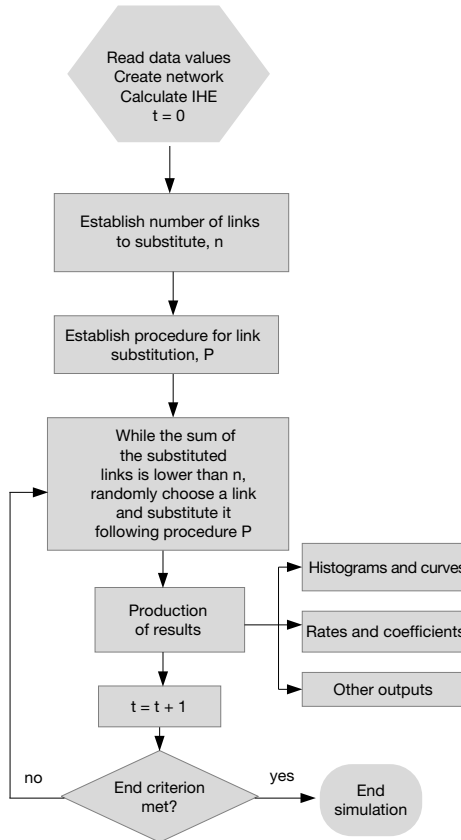 Read data values
Create network
Calculate IHE
t = 0
Establish number of links
to substitute, n
Establish procedure for link
substitution, P
While the sum of
the substituted
links is lower than n,
randomly choose a link
and substitute it
following procedure P
Production
of results
Histograms and curves
Rates and coefficients
Other outputs
t = t + 1
End criterion
met?
no
yes
End
simulation